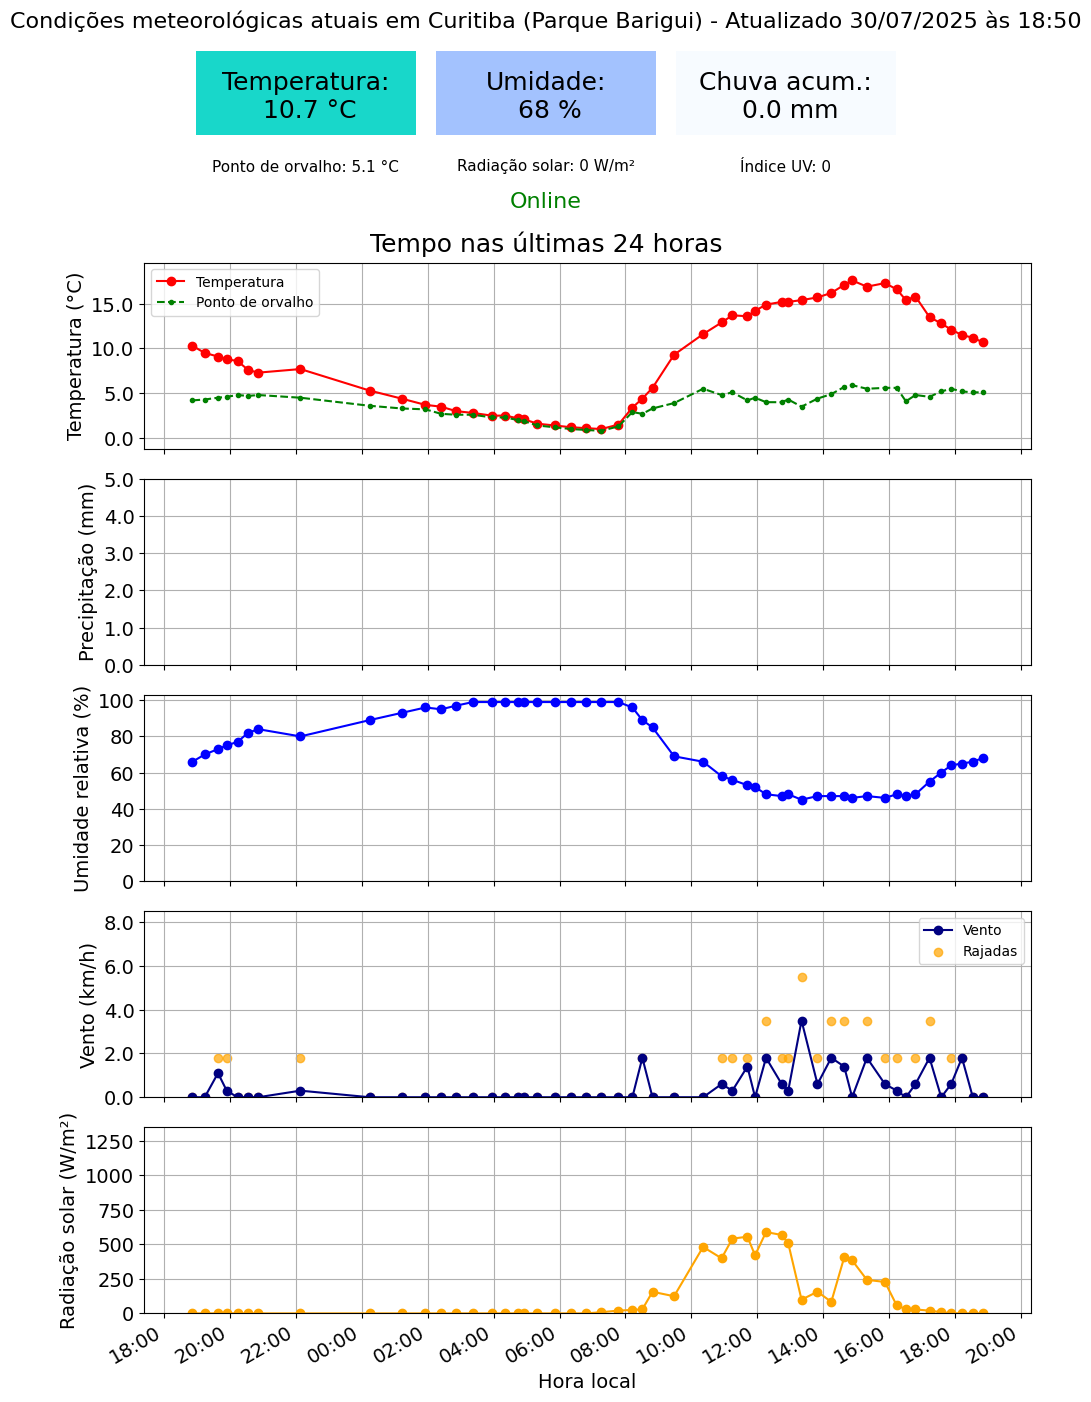 Condições meteorológicas atuais em Curitiba (Parque Barigui) - Atualizado 30/07/2025 às 18:50
Temperatura:
10.7 °C
Umidade:
68 %
Chuva acum.:
0.0 mm
Ponto de orvalho: 5.1 °C
Radiação solar: 0 W/m²
Índice UV: 0
Online
Tempo nas últimas 24 horas
Temperatura (°C)
15.0
10.0
5.0
0.0
Temperatura
Ponto de orvalho
Precipitação (mm)
5.0
4.0
3.0
2.0
1.0
0.0
Umidade relativa (%)
100
80
60
40
20
0
Vento (km/h)
8.0
6.0
4.0
2.0
0.0
Vento
Rajadas
Radiação solar (W/m²)
1250
1000
750
500
250
0
18:00
20:00
22:00
00:00
02:00
04:00
06:00
08:00
10:00
12:00
14:00
16:00
18:00
20:00
Hora local